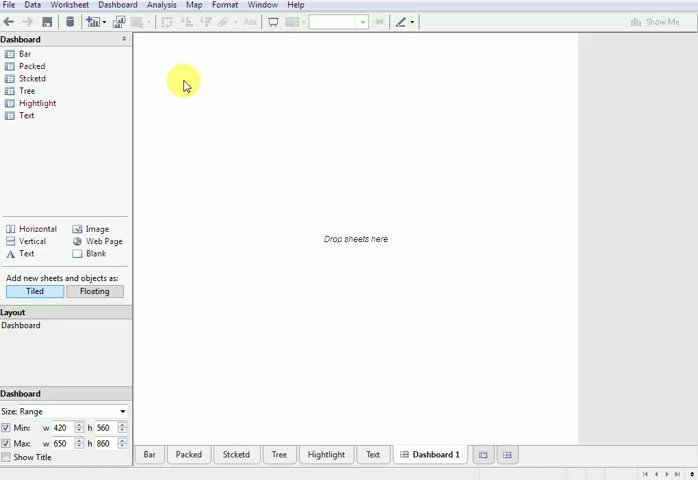 File Data Worksheet Dashboard Analysis Map Format Window Help
Abc Show Me
Dashboard
Bar
Packed
Stcketd
Tree
Hightlight
Text
Drop sheets here
Horizontal Image
Vertical Web Page
Text Blank
Add new sheets and objects as:
Tiled Floating
Layout
Dashboard
Dashboard
Size: Range
Min: w 420 h 560
Max: w 650 h 860
Show Title
Bar Packed Stcketd Tree Hightlight Text Dashboard 1